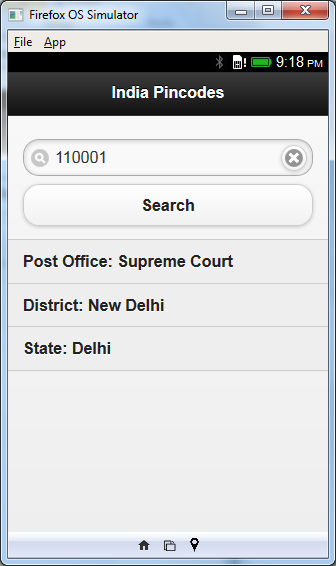 Firefox OS Simulator
File App
9:18 PM
India Pincodes
110001
Search
Post Office: Supreme Court
District: New Delhi
State: Delhi